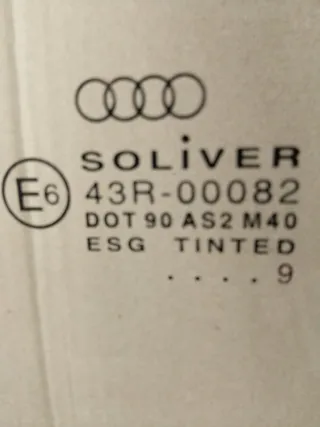 SOLiVER
E6 43R-00082
DOT 90 AS2 M40
ESG TINTED
. . . . 9